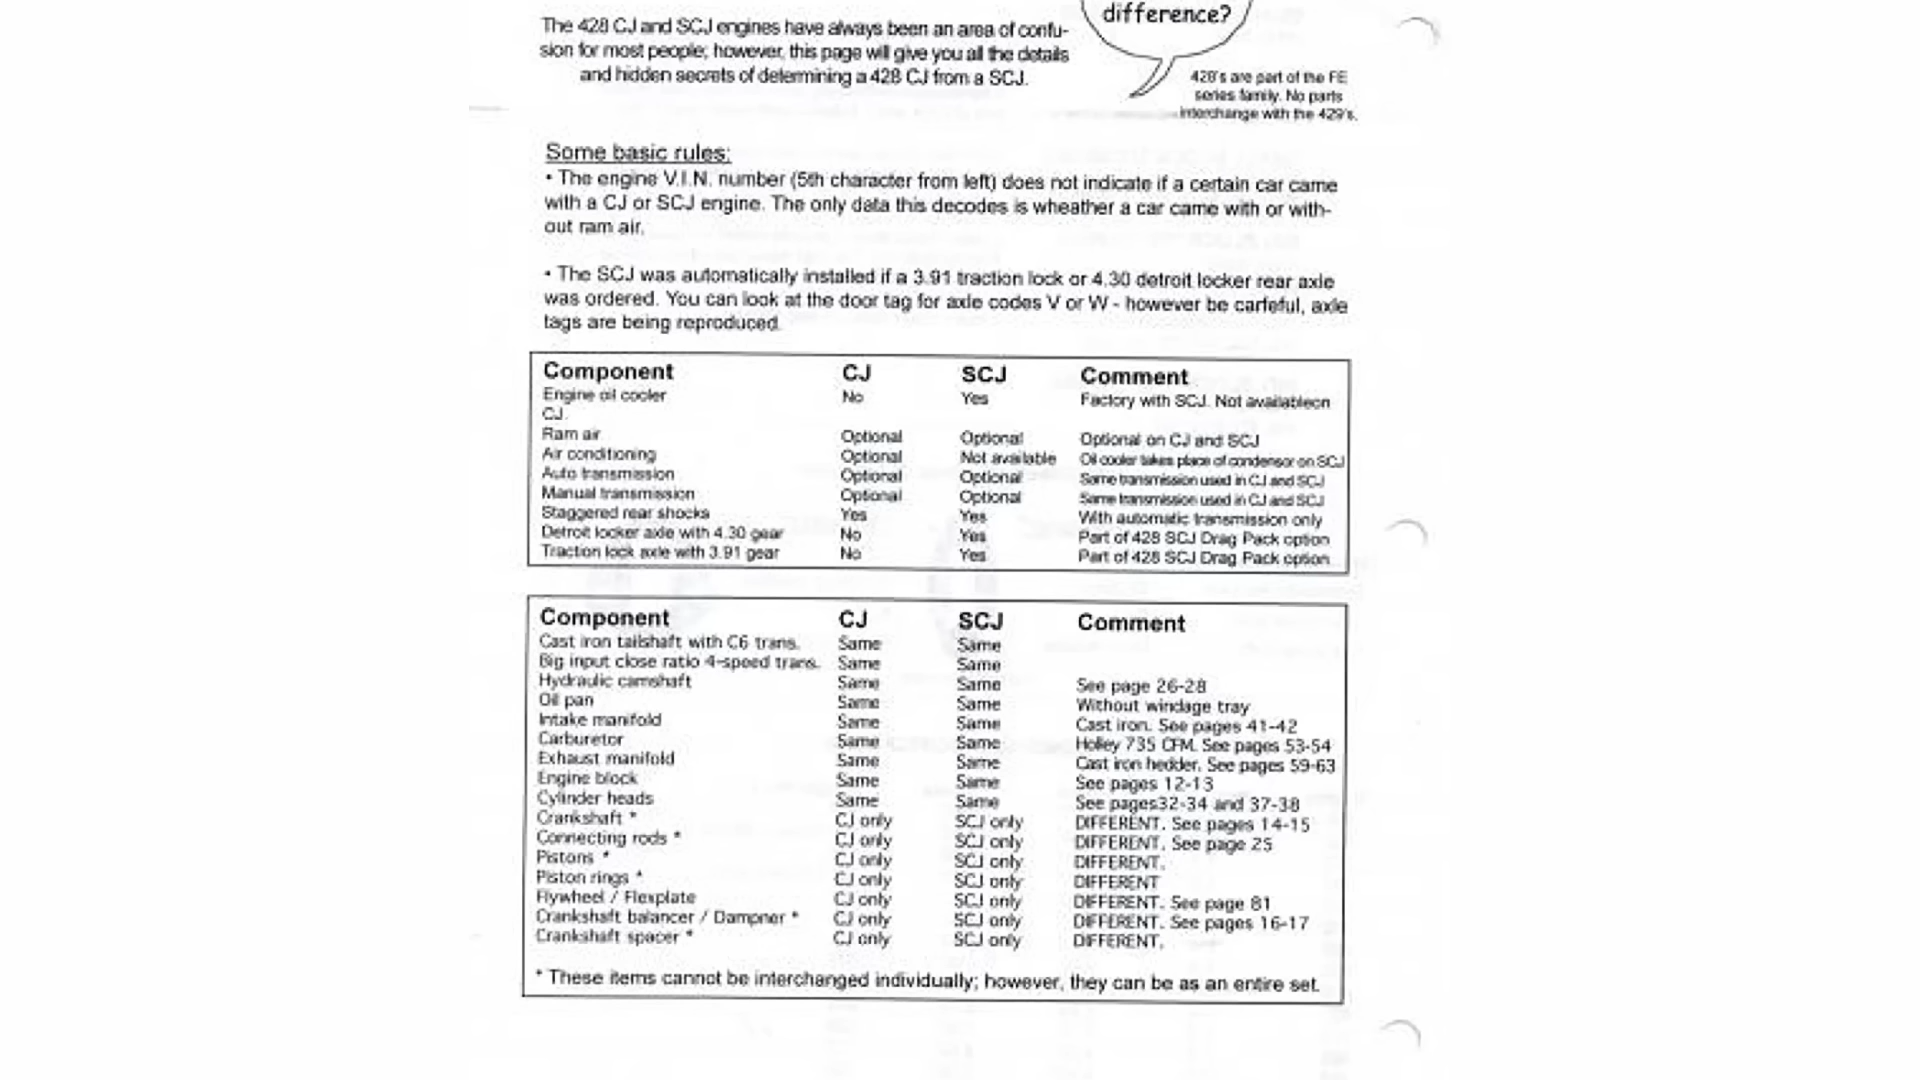 difference?
The 428 CJ and SCJ engines have always been an area of confu-
sion for most people; however, this page will give you all the details
and hidden secrets of determining a 428 CJ from a SCJ.
428's are part of the FE
series family. No parts
interchange with the 429's.
Some basic rules:
• The engine V.I.N. number (5th character from left) does not indicate if a certain car came
with a CJ or SCJ engine. The only data this decodes is wheather a car came with or with-
out ram air.
• The SCJ was automatically installed if a 3.91 traction lock or 4.30 detroit locker rear axle
was ordered. You can look at the door tag for axle codes V or W - however be carfeful, axle
tags are being reproduced.
Component CJ SCJ Comment
Engine oil cooler No Yes Factory with SCJ. Not availableon
CJ.
Ram air Optional Optional Optional on CJ and SCJ
Air conditioning Optional Not available Oil cooler takes place of condensor on SCJ
Auto transmission Optional Optional Same transmission used in CJ and SCJ
Manual transmission Optional Optional Same transmission used in CJ and SCJ
Staggered rear shocks Yes Yes With automatic transmission only
Detroit locker axle with 4.30 gear No Yes Part of 428 SCJ Drag Pack option
Traction lock axle with 3.91 gear No Yes Part of 428 SCJ Drag Pack option.
Component CJ SCJ Comment
Cast iron tailshaft with C6 trans. Same Same
Big input close ratio 4-speed trans. Same Same
Hydraulic camshaft Same Same See page 26-28
Oil pan Same Same Without windage tray
Intake manifold Same Same Cast iron. See pages 41-42
Carburetor Same Same Holley 735 CFM. See pages 53-54
Exhaust manifold Same Same Cast iron hedder. See pages 59-63
Engine block Same Same See pages 12-13
Cylinder heads Same Same See pages32-34 and 37-38
Crankshaft * CJ only SCJ only DIFFERENT. See pages 14-15
Connecting rods * CJ only SCJ only DIFFERENT. See page 25
Pistons * CJ only SCJ only DIFFERENT.
Piston rings * CJ only SCJ only DIFFERENT
Flywheel / Flexplate CJ only SCJ only DIFFERENT. See page 81
Crankshaft balancer / Dampner * CJ only SCJ only DIFFERENT. See pages 16-17
Crankshaft spacer * CJ only SCJ only DIFFERENT.
* These items cannot be interchanged individually; however, they can be as an entire set.